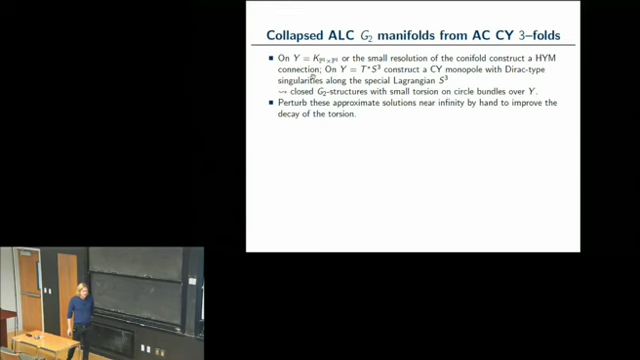 Collapsed ALC G₂ manifolds from AC CY 3–folds
On Y = K_{P¹×P¹} or the small resolution of the conifold construct a HYM
connection; On Y = T*S³ construct a CY monopole with Dirac-type
singularities along the special Lagrangian S³
⇝ closed G₂-structures with small torsion on circle bundles over Y.
Perturb these approximate solutions near infinity by hand to improve the
decay of the torsion.